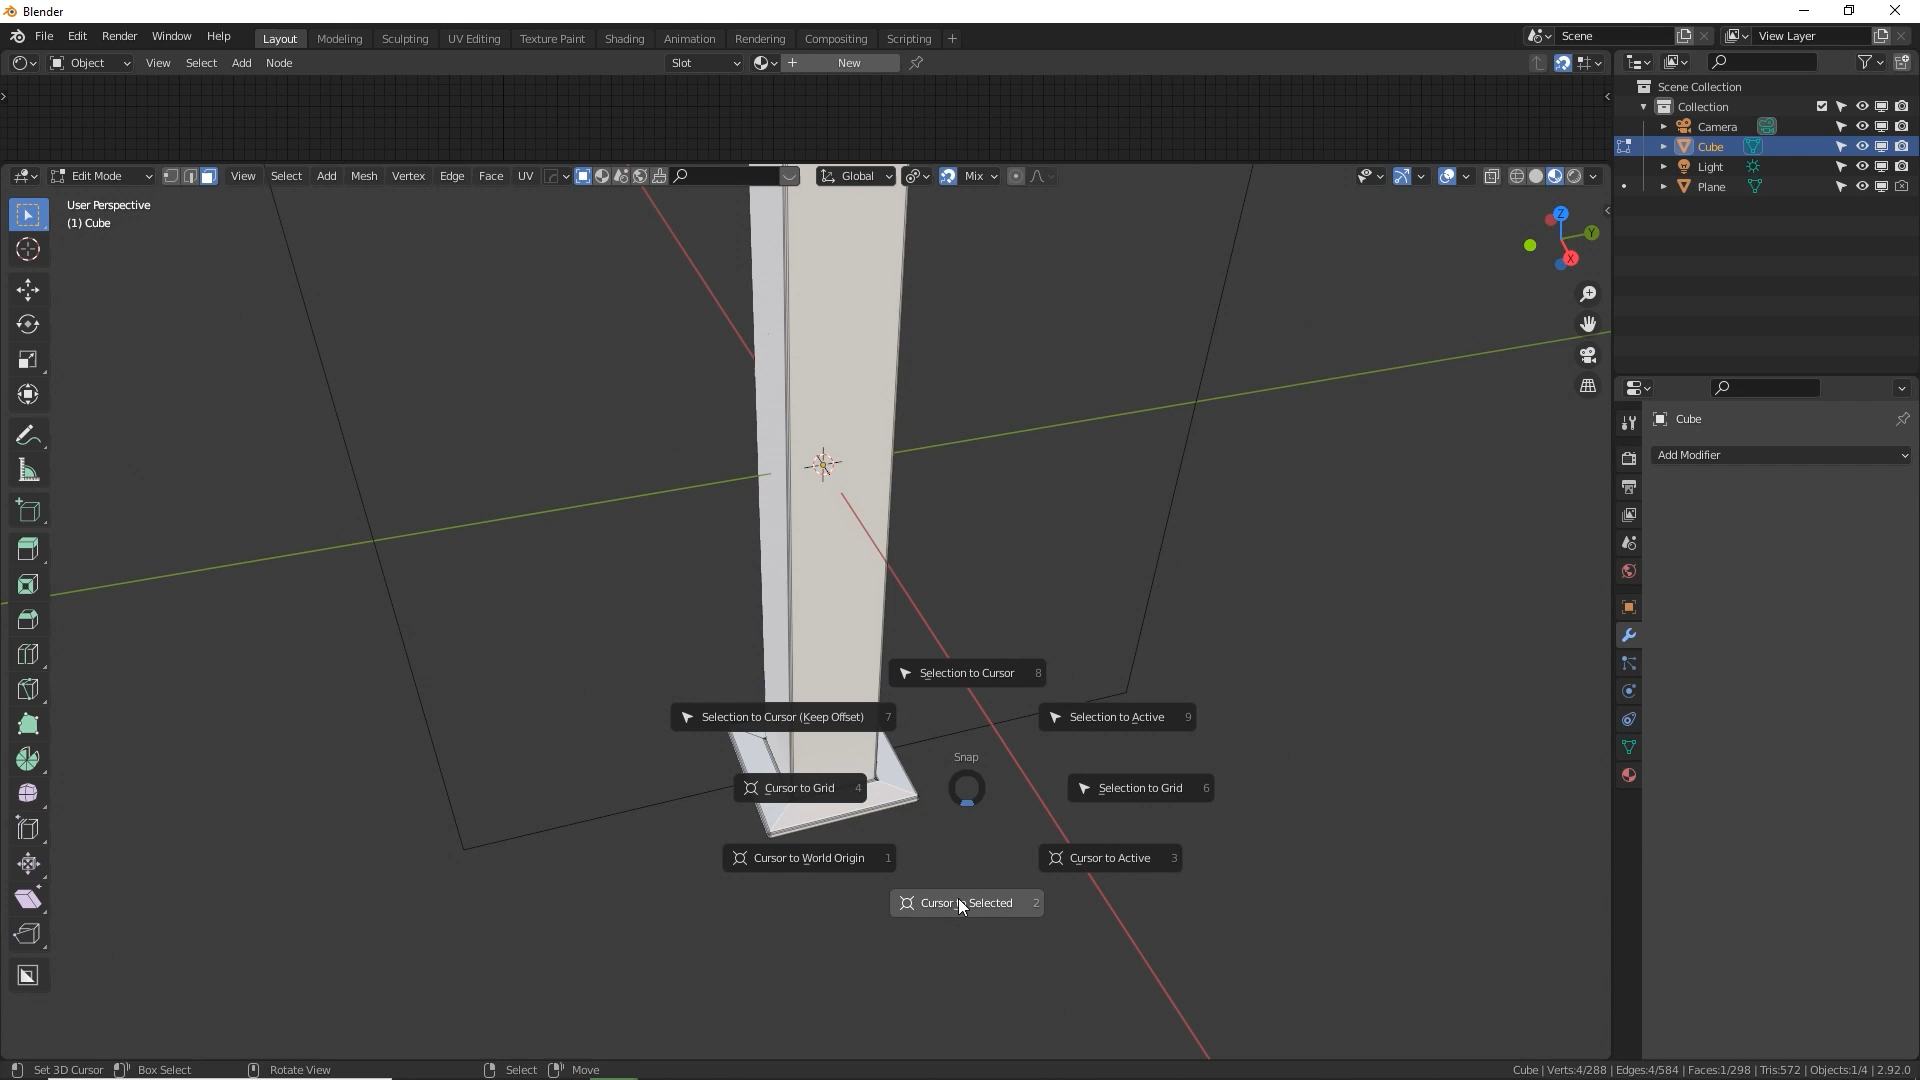 Blender
File Edit Render Window Help
Layout Modeling Sculpting UV Editing Texture Paint Shading Animation Rendering Compositing Scripting +
Scene
View Layer
Object View Select Add Node
Slot
New
Scene Collection
Collection
Camera
Cube
Light
Plane
Edit Mode View Select Add Mesh Vertex Edge Face UV
Global
Mix
User Perspective
(1) Cube
Z
Y
X
Cube
Add Modifier
Selection to Cursor 8
Selection to Cursor (Keep Offset) 7
Selection to Active 9
Snap
Cursor to Grid 4
Selection to Grid 6
Cursor to World Origin 1
Cursor to Active 3
Cursor to Selected 2
Set 3D Cursor Box Select Rotate View Select Move
Cube | Verts:4/288 | Edges:4/584 | Faces:1/298 | Tris:572 | Objects:1/4 | 2.92.0